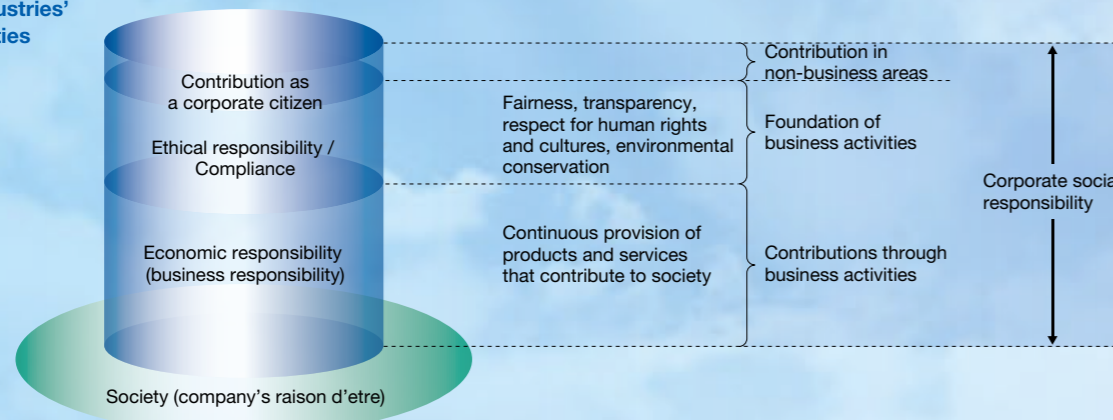 ustries'
ties
Contribution as
a corporate citizen
Ethical responsibility /
Compliance
Economic responsibility
(business responsibility)
Society (company's raison d'etre)
Fairness, transparency,
respect for human rights
and cultures, environmental
conservation
Continuous provision of
products and services
that contribute to society
Contribution in
non-business areas
Foundation of
business activities
Contributions through
business activities
Corporate socia
responsibility